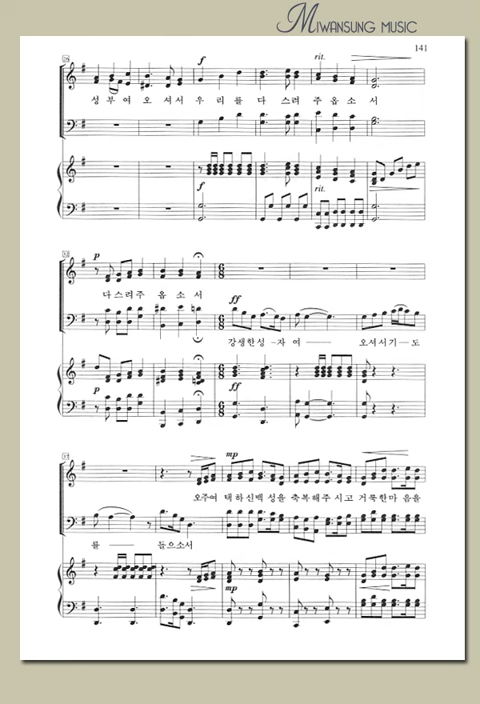 MIWANSUNG MUSIC
141
f rit.
성 부 여 오 셔서 우 리 를 다 스려 주 옵 소 서
f rit.
p
다스려주 옵 소 서
ff
강생한성-자 여 오셔서기-도
p ff
mp
오주여 택하신백 성을 축복해주 시고 거룩한마 음을
를 들으소서
mp